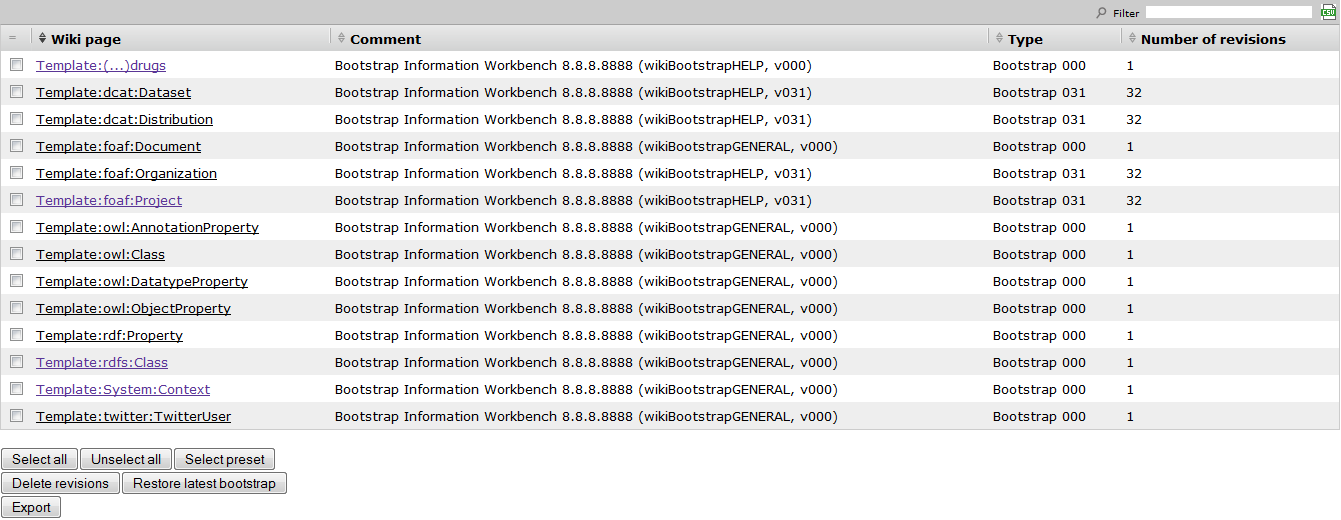 Filter CSV
Wiki page Comment Type Number of revisions
Template:(...)drugs Bootstrap Information Workbench 8.8.8.8888 (wikiBootstrapHELP, v000) Bootstrap 000 1
Template:dcat:Dataset Bootstrap Information Workbench 8.8.8.8888 (wikiBootstrapHELP, v031) Bootstrap 031 32
Template:dcat:Distribution Bootstrap Information Workbench 8.8.8.8888 (wikiBootstrapHELP, v031) Bootstrap 031 32
Template:foaf:Document Bootstrap Information Workbench 8.8.8.8888 (wikiBootstrapGENERAL, v000) Bootstrap 000 1
Template:foaf:Organization Bootstrap Information Workbench 8.8.8.8888 (wikiBootstrapHELP, v031) Bootstrap 031 32
Template:foaf:Project Bootstrap Information Workbench 8.8.8.8888 (wikiBootstrapHELP, v031) Bootstrap 031 32
Template:owl:AnnotationProperty Bootstrap Information Workbench 8.8.8.8888 (wikiBootstrapGENERAL, v000) Bootstrap 000 1
Template:owl:Class Bootstrap Information Workbench 8.8.8.8888 (wikiBootstrapGENERAL, v000) Bootstrap 000 1
Template:owl:DatatypeProperty Bootstrap Information Workbench 8.8.8.8888 (wikiBootstrapGENERAL, v000) Bootstrap 000 1
Template:owl:ObjectProperty Bootstrap Information Workbench 8.8.8.8888 (wikiBootstrapGENERAL, v000) Bootstrap 000 1
Template:rdf:Property Bootstrap Information Workbench 8.8.8.8888 (wikiBootstrapGENERAL, v000) Bootstrap 000 1
Template:rdfs:Class Bootstrap Information Workbench 8.8.8.8888 (wikiBootstrapGENERAL, v000) Bootstrap 000 1
Template:System:Context Bootstrap Information Workbench 8.8.8.8888 (wikiBootstrapGENERAL, v000) Bootstrap 000 1
Template:twitter:TwitterUser Bootstrap Information Workbench 8.8.8.8888 (wikiBootstrapGENERAL, v000) Bootstrap 000 1
Select all Unselect all Select preset
Delete revisions Restore latest bootstrap
Export